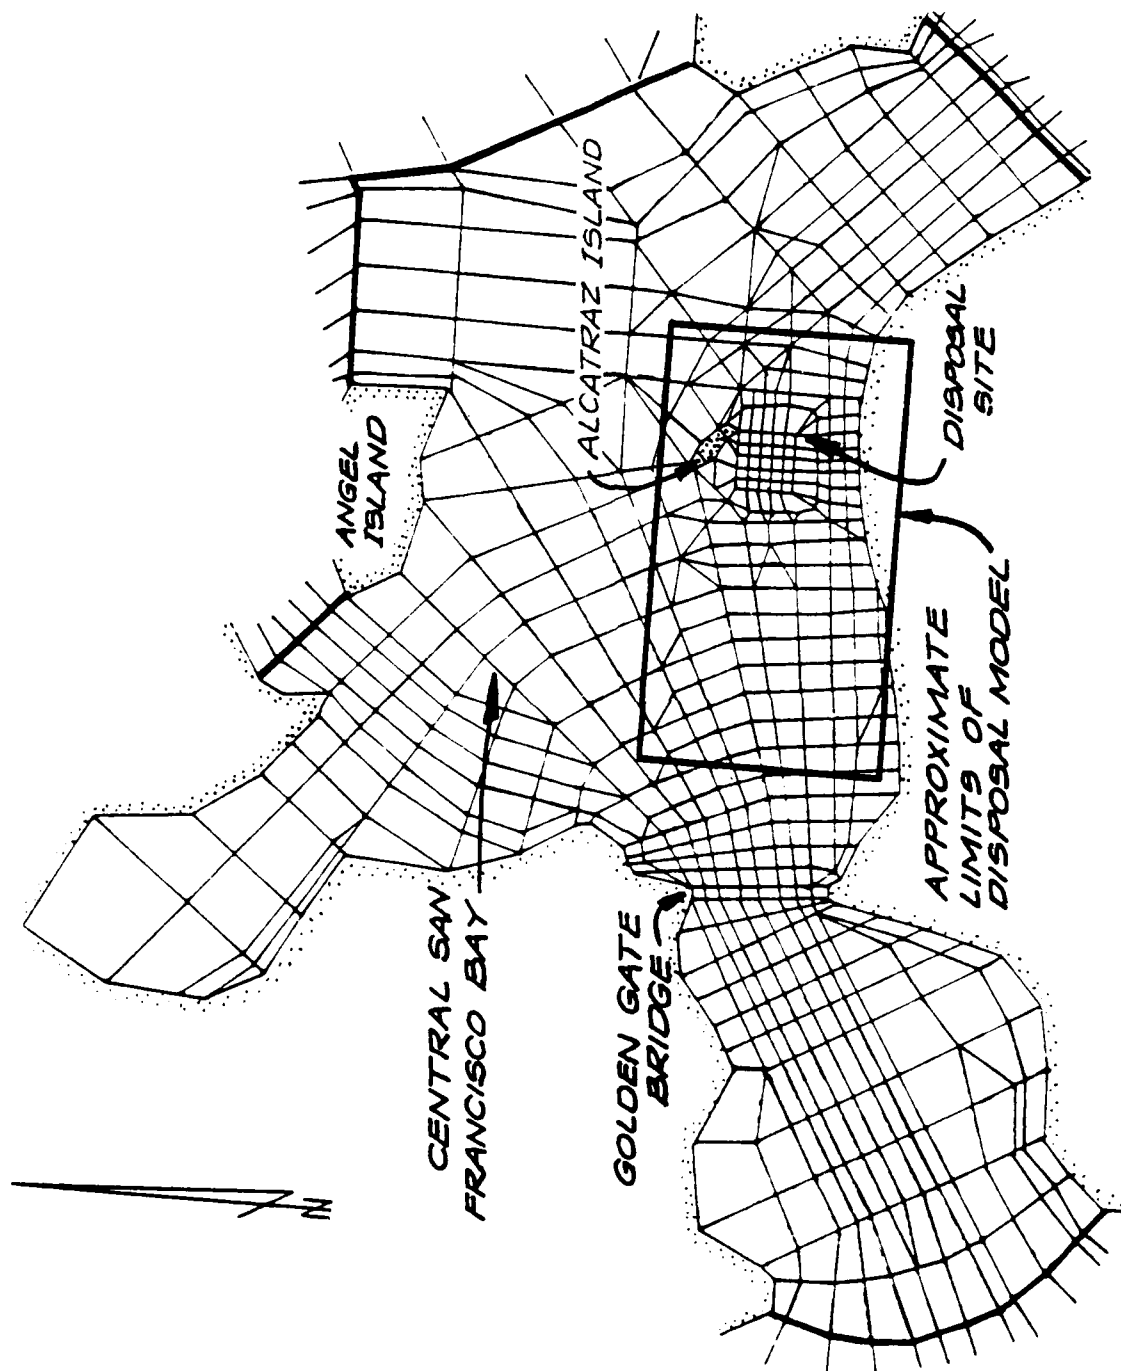 ANGEL
ISLAND
ALCATRAZ ISLAND
DISPOSAL
SITE
CENTRAL SAN
FRANCISCO BAY
GOLDEN GATE
BRIDGE
APPROXIMATE
LIMITS OF
DISPOSAL MODEL
N